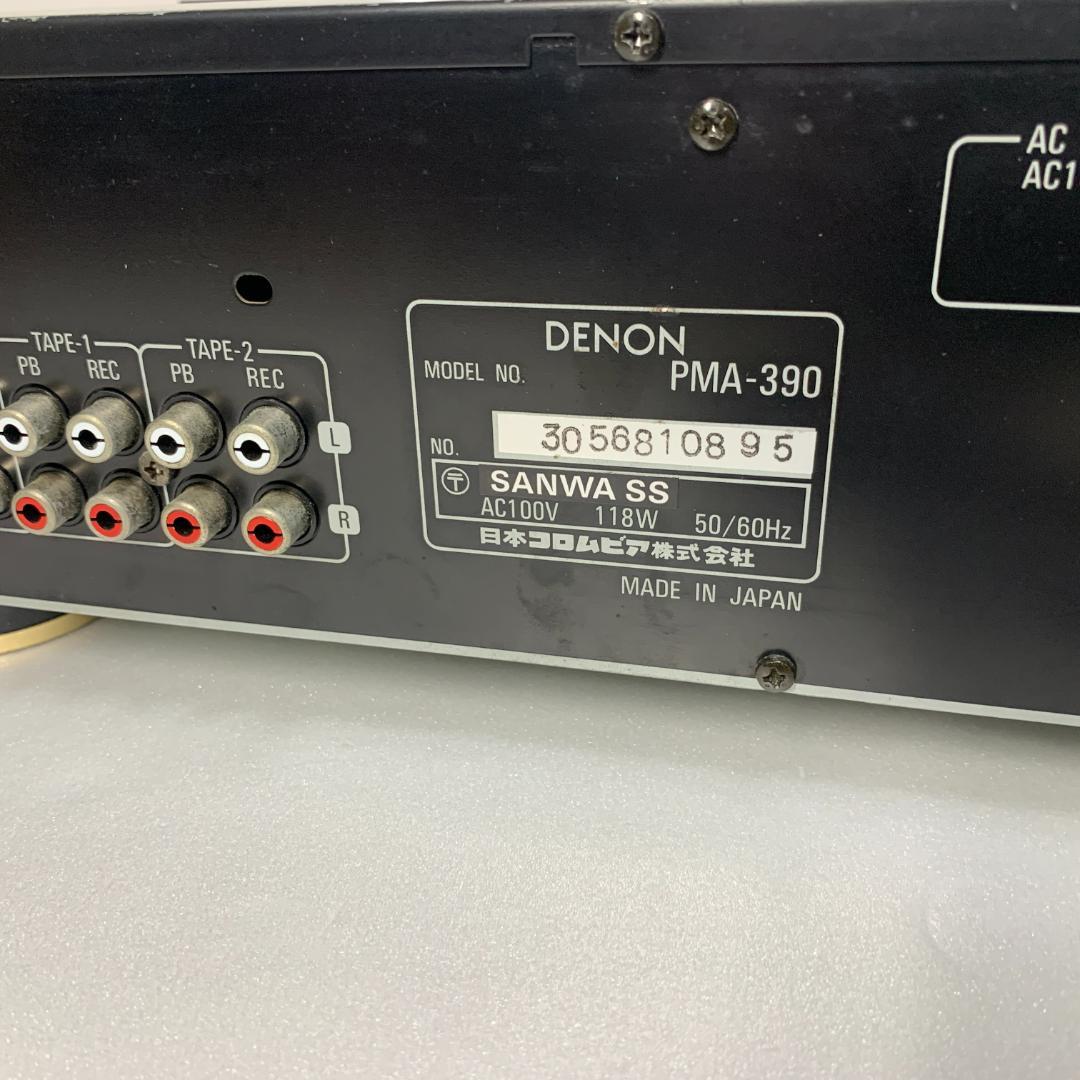 AC
AC1
TAPE-1
TAPE-2
PB REC PB REC
L
R
DENON
MODEL NO. PMA-390
NO. 3056810895
〒 SANWA SS
AC100V 118W 50/60Hz
日本コロムビア株式会社
MADE IN JAPAN